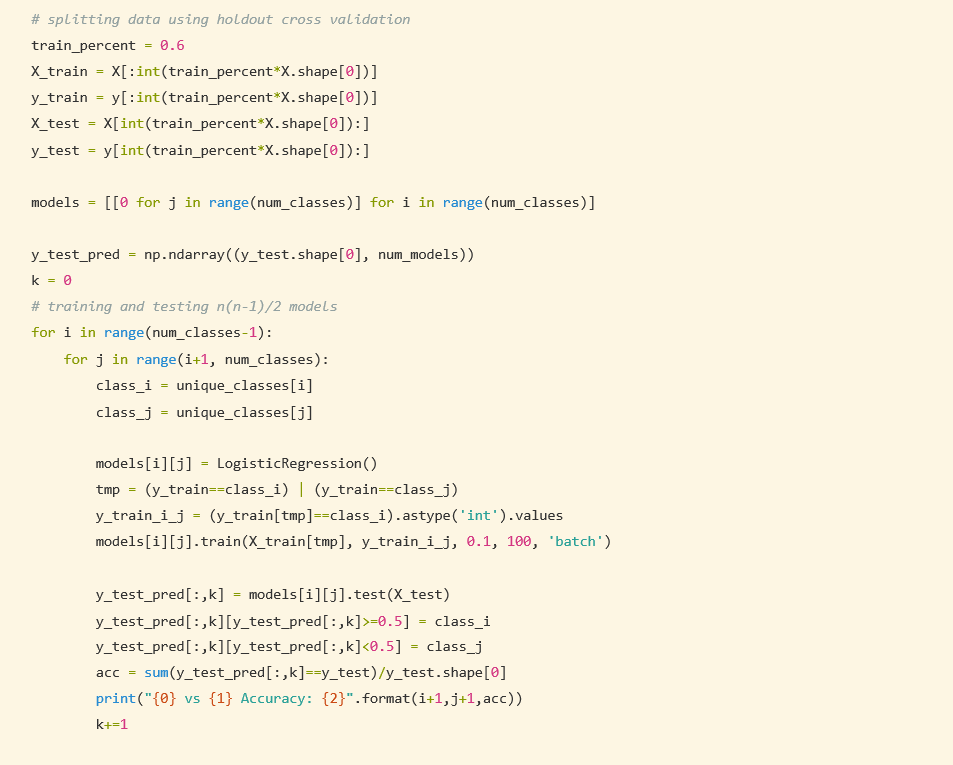 # splitting data using holdout cross validation
train_percent = 0.6
X_train = X[:int(train_percent*X.shape[0])]
y_train = y[:int(train_percent*X.shape[0])]
X_test = X[int(train_percent*X.shape[0]):]
y_test = y[int(train_percent*X.shape[0]):]

models = [[0 for j in range(num_classes)] for i in range(num_classes)]

y_test_pred = np.ndarray((y_test.shape[0], num_models))
k = 0
# training and testing n(n-1)/2 models
for i in range(num_classes-1):
    for j in range(i+1, num_classes):
        class_i = unique_classes[i]
        class_j = unique_classes[j]

        models[i][j] = LogisticRegression()
        tmp = (y_train==class_i) | (y_train==class_j)
        y_train_i_j = (y_train[tmp]==class_i).astype('int').values
        models[i][j].train(X_train[tmp], y_train_i_j, 0.1, 100, 'batch')

        y_test_pred[:,k] = models[i][j].test(X_test)
        y_test_pred[:,k][y_test_pred[:,k]>=0.5] = class_i
        y_test_pred[:,k][y_test_pred[:,k]<0.5] = class_j
        acc = sum(y_test_pred[:,k]==y_test)/y_test.shape[0]
        print("{0} vs {1} Accuracy: {2}".format(i+1,j+1,acc))
        k+=1